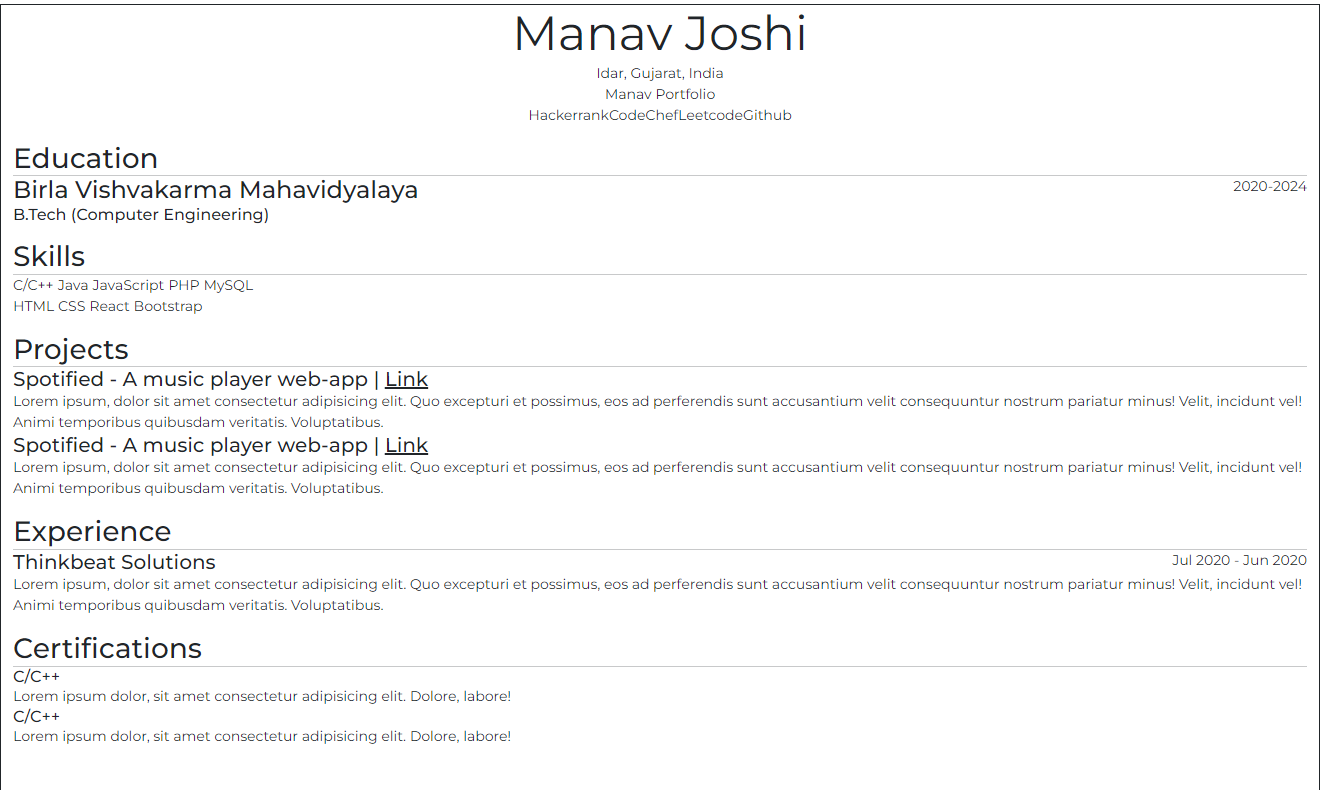 Manav Joshi
Idar, Gujarat, India
Manav Portfolio
HackerrankCodeChefLeetcodeGithub
Education
Birla Vishvakarma Mahavidyalaya 2020-2024
B.Tech (Computer Engineering)
Skills
C/C++ Java JavaScript PHP MySQL
HTML CSS React Bootstrap
Projects
Spotified - A music player web-app | Link
Lorem ipsum, dolor sit amet consectetur adipisicing elit. Quo excepturi et possimus, eos ad perferendis sunt accusantium velit consequuntur nostrum pariatur minus! Velit, incidunt vel!
Animi temporibus quibusdam veritatis. Voluptatibus.
Spotified - A music player web-app | Link
Lorem ipsum, dolor sit amet consectetur adipisicing elit. Quo excepturi et possimus, eos ad perferendis sunt accusantium velit consequuntur nostrum pariatur minus! Velit, incidunt vel!
Animi temporibus quibusdam veritatis. Voluptatibus.
Experience
Thinkbeat Solutions Jul 2020 - Jun 2020
Lorem ipsum, dolor sit amet consectetur adipisicing elit. Quo excepturi et possimus, eos ad perferendis sunt accusantium velit consequuntur nostrum pariatur minus! Velit, incidunt vel!
Animi temporibus quibusdam veritatis. Voluptatibus.
Certifications
C/C++
Lorem ipsum dolor, sit amet consectetur adipisicing elit. Dolore, labore!
C/C++
Lorem ipsum dolor, sit amet consectetur adipisicing elit. Dolore, labore!